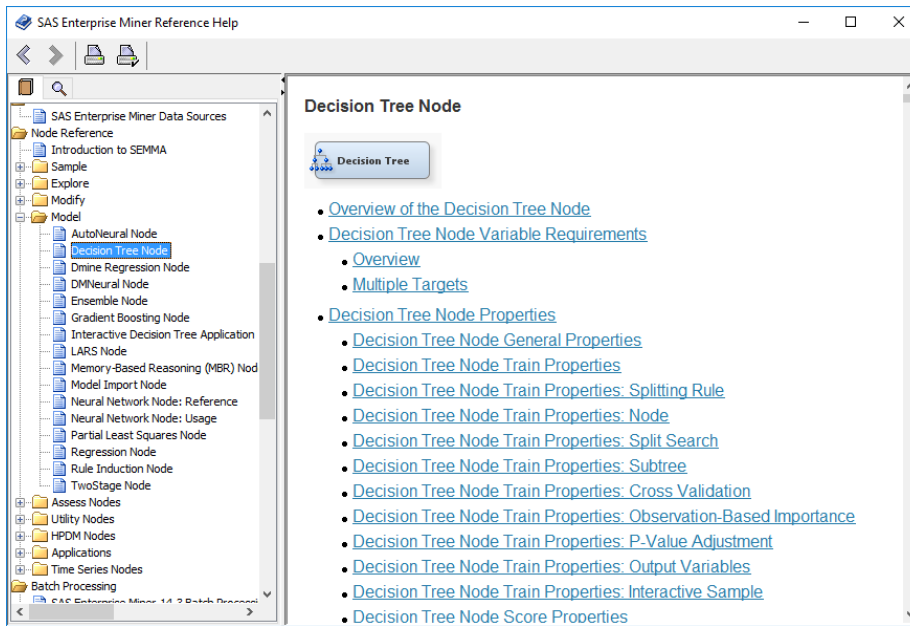 SAS Enterprise Miner Reference Help
SAS Enterprise Miner Data Sources
Node Reference
Introduction to SEMMA
Sample
Explore
Modify
Model
AutoNeural Node
Decision Tree Node
Dmine Regression Node
DMNeural Node
Ensemble Node
Gradient Boosting Node
Interactive Decision Tree Application
LARS Node
Memory-Based Reasoning (MBR) Nod
Model Import Node
Neural Network Node: Reference
Neural Network Node: Usage
Partial Least Squares Node
Regression Node
Rule Induction Node
TwoStage Node
Assess Nodes
Utility Nodes
HPDM Nodes
Applications
Time Series Nodes
Batch Processing
SAS Enterprise Miner 14.3 Batch Processi
Decision Tree Node
Decision Tree
Overview of the Decision Tree Node
Decision Tree Node Variable Requirements
Overview
Multiple Targets
Decision Tree Node Properties
Decision Tree Node General Properties
Decision Tree Node Train Properties
Decision Tree Node Train Properties: Splitting Rule
Decision Tree Node Train Properties: Node
Decision Tree Node Train Properties: Split Search
Decision Tree Node Train Properties: Subtree
Decision Tree Node Train Properties: Cross Validation
Decision Tree Node Train Properties: Observation-Based Importance
Decision Tree Node Train Properties: P-Value Adjustment
Decision Tree Node Train Properties: Output Variables
Decision Tree Node Train Properties: Interactive Sample
Decision Tree Node Score Properties